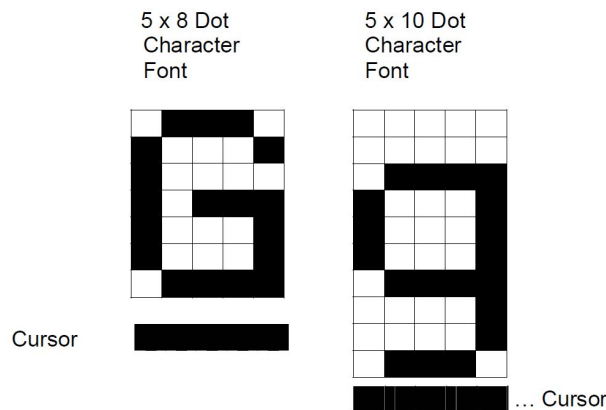 5 x 8 Dot
Character
Font
5 x 10 Dot
Character
Font
G
g
Cursor
... Cursor